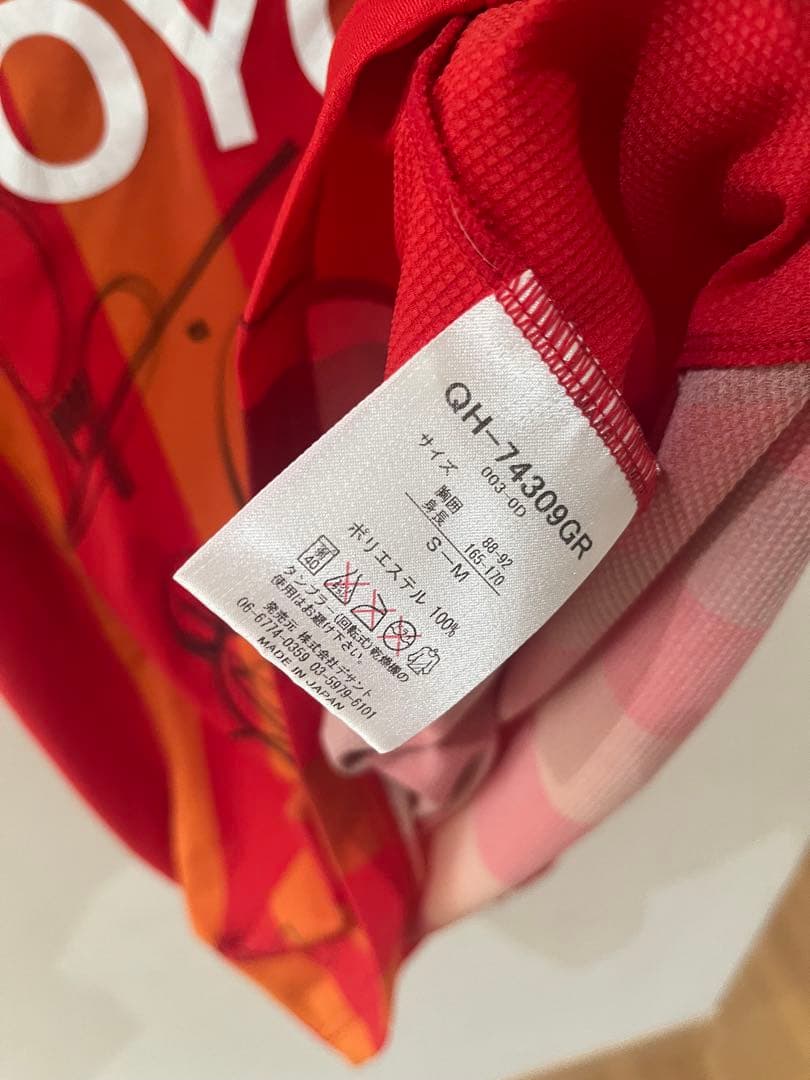 OYO
QH-74309GR
003-0D
サイズ
胸囲 88-92
身長 165-170
S-M
ポリエステル 100%
40
タンブラー(回転式)乾燥機の
使用はお避け下さい。
発売元 株式会社デサント
06-6774-0359 03-5979-6101
MADE IN JAPAN